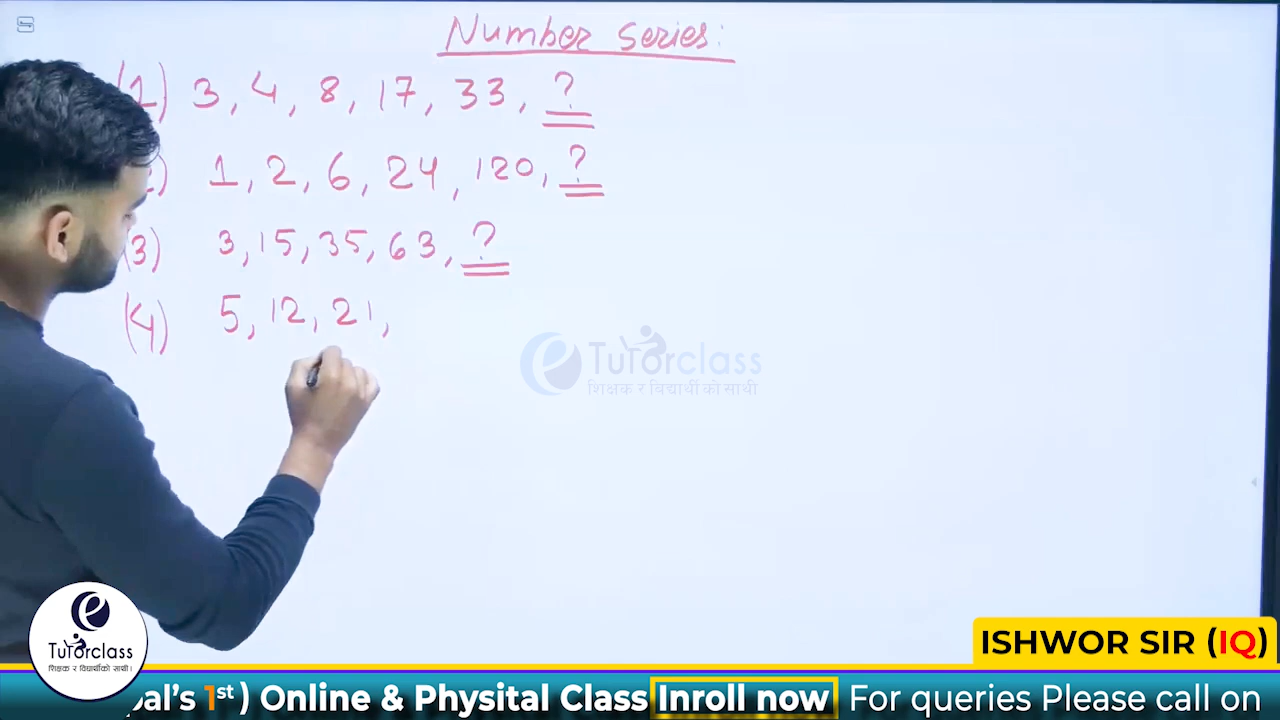 Number Series:
(1) 3, 4, 8, 17, 33, ?
) 1, 2, 6, 24, 120, ?
(3) 3, 15, 35, 63, ?
(4) 5, 12, 21,
TuTorclass
शिक्षक र बिद्यार्थी को साथी
TuTorclass
शिक्षक र विद्यार्थीको साथी।
ISHWOR SIR (IQ)
pal's 1st) Online & Physital Class Inroll now For queries Please call on